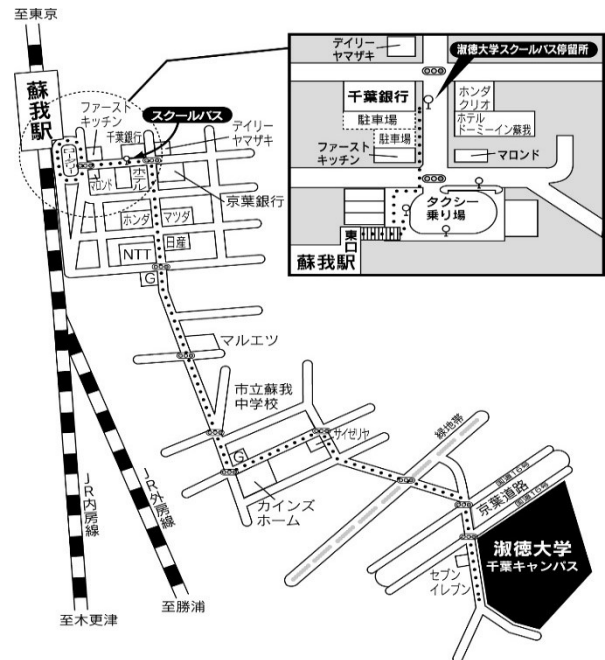 至東京
蘇我駅
ファースト
キッチン
千葉銀行
スクールバス
デイリー
ヤマザキ
マロンド
ホテル
京葉銀行
ホンダ
マツダ
NTT
日産
G
マルエツ
市立蘇我
中学校
G
サイゼリヤ
カインズ
ホーム
緑地帯
国道16号
京葉道路
国道16号
淑徳大学
千葉キャンパス
セブン
イレブン
JR内房線
JR外房線
至木更津
至勝浦
デイリー
ヤマザキ
淑徳大学スクールバス停留所
千葉銀行
駐車場
駐車場
ファースト
キッチン
ホンダ
クリオ
ホテル
ドーミーイン蘇我
マロンド
タクシー
乗り場
東口
蘇我駅